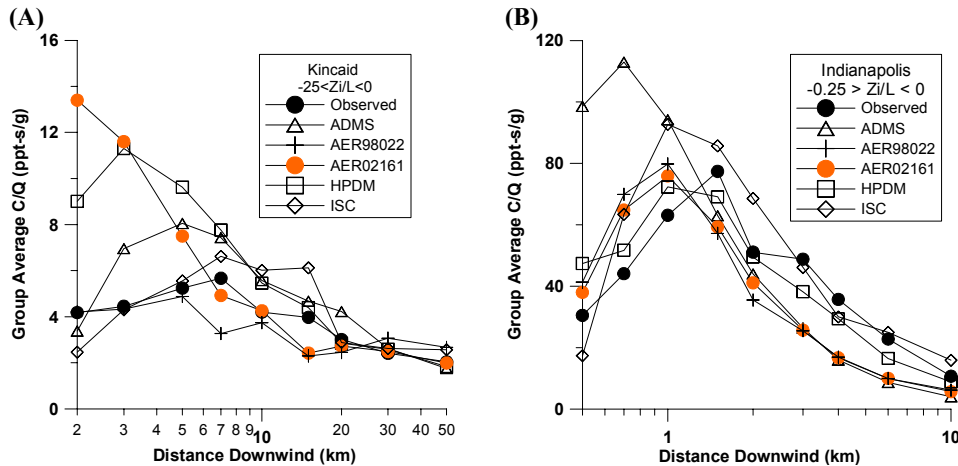 (A)
16
12
8
4
0
Group Average C/Q (ppt-s/g)
Kincaid
-25<Zi/L<0
Observed
ADMS
AER98022
AER02161
HPDM
ISC
2 3 4 5 6 7 8 9 10 20 30 40 50
Distance Downwind (km)
(B)
120
80
40
0
Group Average C/Q (ppt-s/g)
Indianapolis
-0.25 > Zi/L < 0
Observed
ADMS
AER98022
AER02161
HPDM
ISC
1 10
Distance Downwind (km)